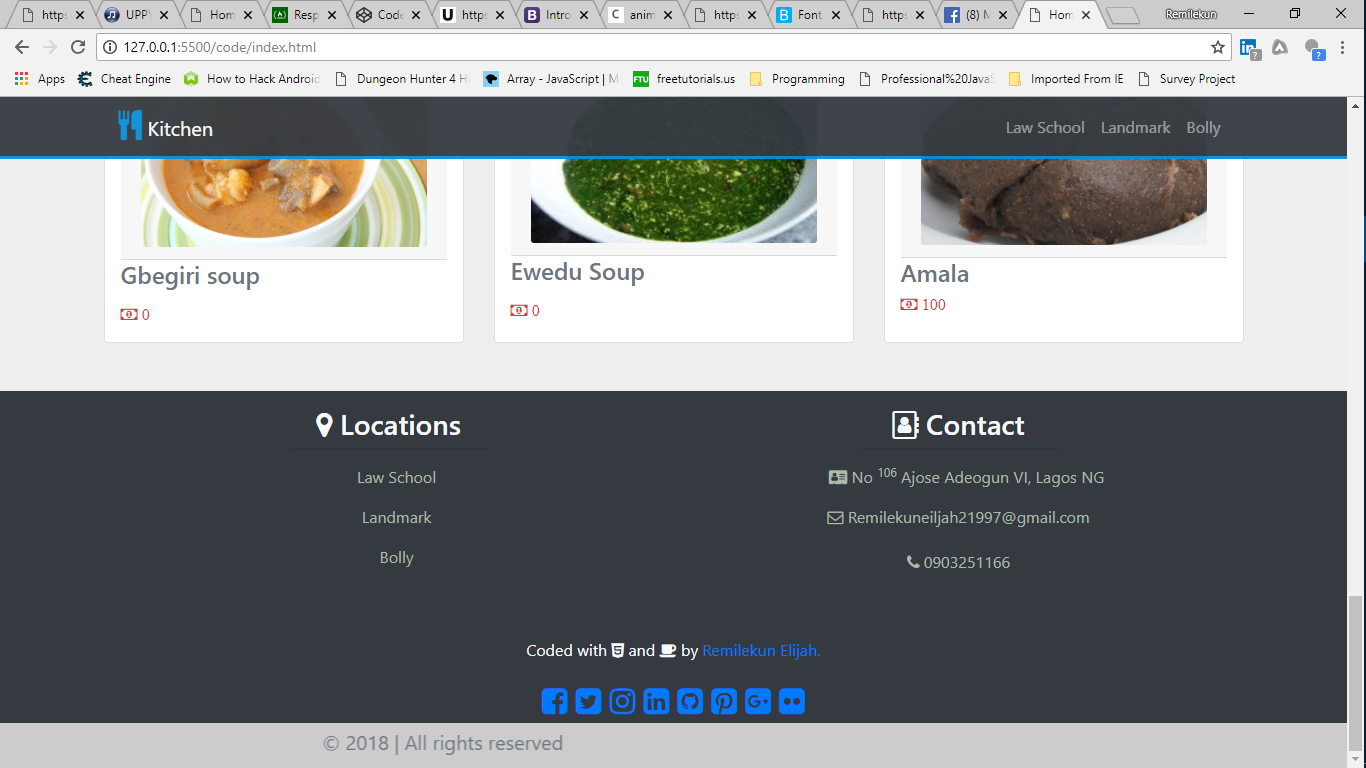 https
UPPY
Hom
Resp
Code
https
Intro
anim
https
Font
https
(8) M
Hom
Remilekun
127.0.0.1:5500/code/index.html
Apps
Cheat Engine
How to Hack Android
Dungeon Hunter 4 H
Array - JavaScript | M
freetutorials.us
Programming
Professional%20JavaS
Imported From IE
Survey Project
Kitchen
Law School
Landmark
Bolly
Gbegiri soup
0
Ewedu Soup
0
Amala
100
Locations
Law School
Landmark
Bolly
Contact
No 106 Ajose Adeogun VI, Lagos NG
Remilekuneiljah21997@gmail.com
0903251166
Coded with and by Remilekun Elijah.
© 2018 | All rights reserved